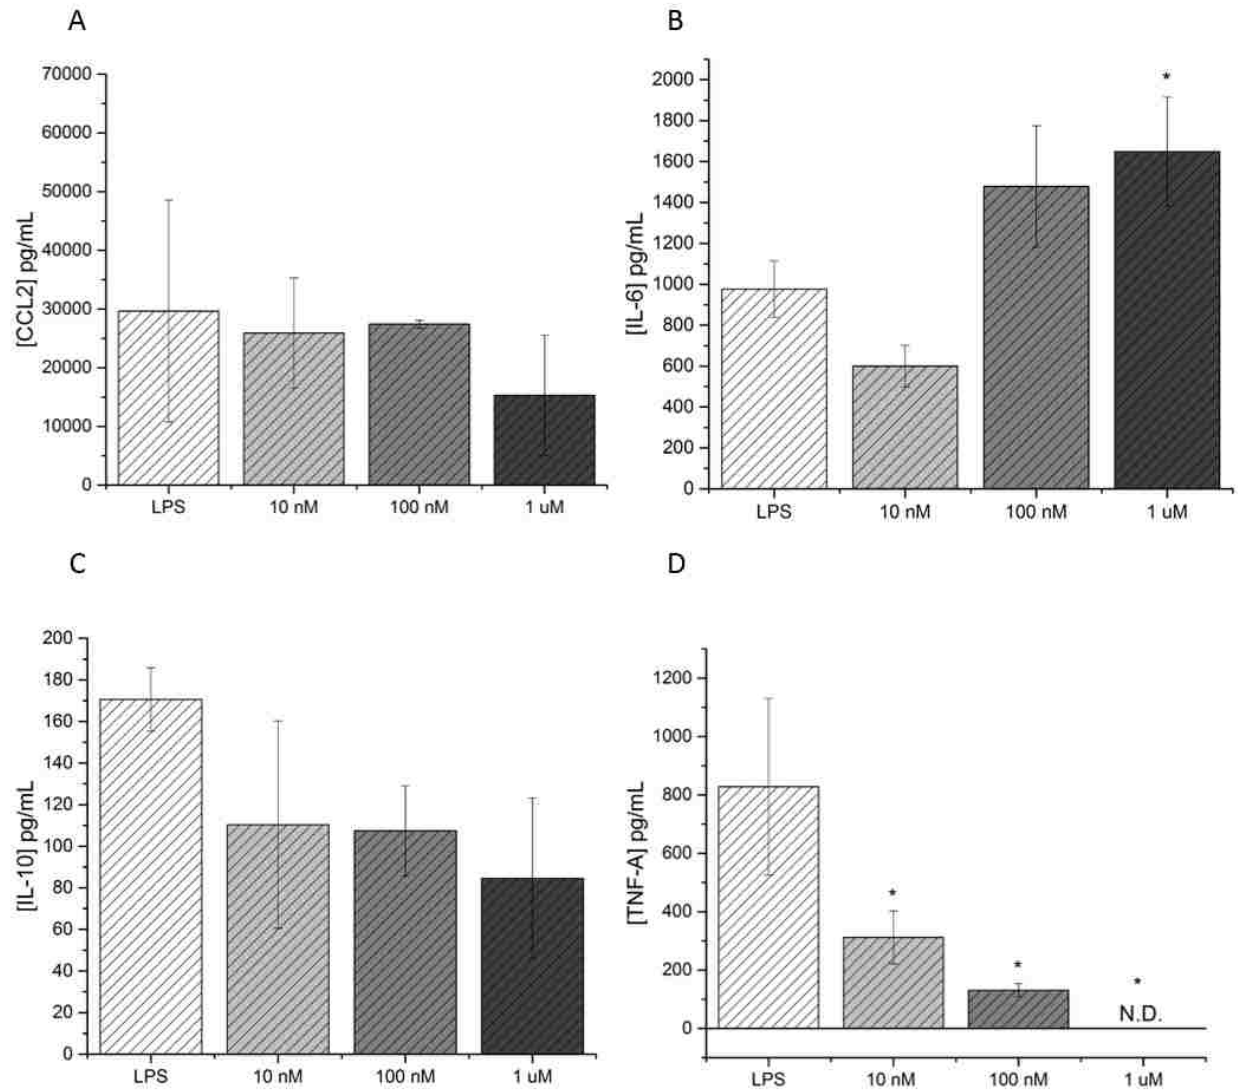 A
[CCL2] pg/mL
70000
60000
50000
40000
30000
20000
10000
0
LPS 10 nM 100 nM 1 uM
B
[IL-6] pg/mL
2000
1800
1600
1400
1200
1000
800
600
400
200
0
*
LPS 10 nM 100 nM 1 uM
C
[IL-10] pg/mL
200
180
160
140
120
100
80
60
40
20
0
LPS 10 nM 100 nM 1 uM
D
[TNF-A] pg/mL
1200
1000
800
600
400
200
0
* * *
N.D.
LPS 10 nM 100 nM 1 uM